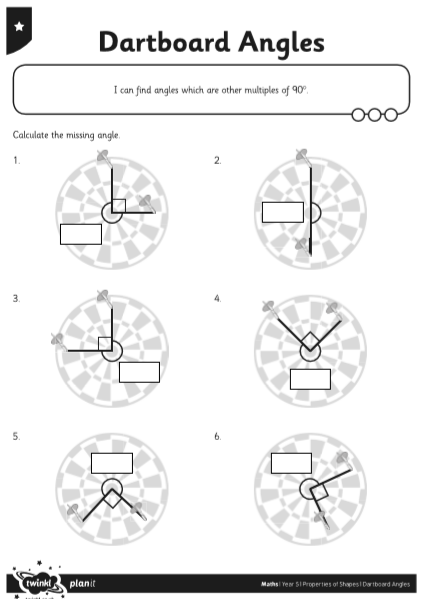 Dartboard Angles
I can find angles which are other multiples of 90°.
Calculate the missing angle.
1.
2.
3.
4.
5.
6.
twinkl planit
Maths | Year 5 | Properties of Shapes | Dartboard Angles